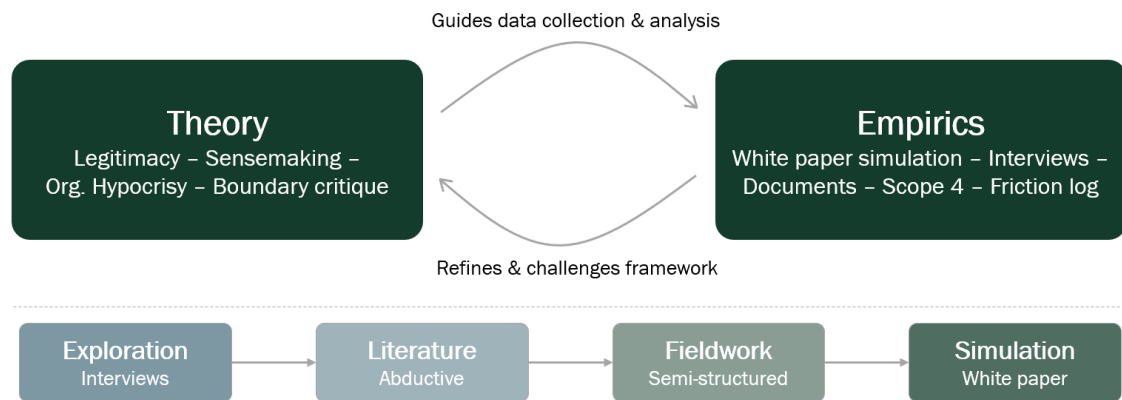 Guides data collection & analysis
Theory
Legitimacy – Sensemaking –
Org. Hypocrisy – Boundary critique
Empirics
White paper simulation – Interviews –
Documents – Scope 4 – Friction log
Refines & challenges framework
Exploration
Interviews
Literature
Abductive
Fieldwork
Semi-structured
Simulation
White paper